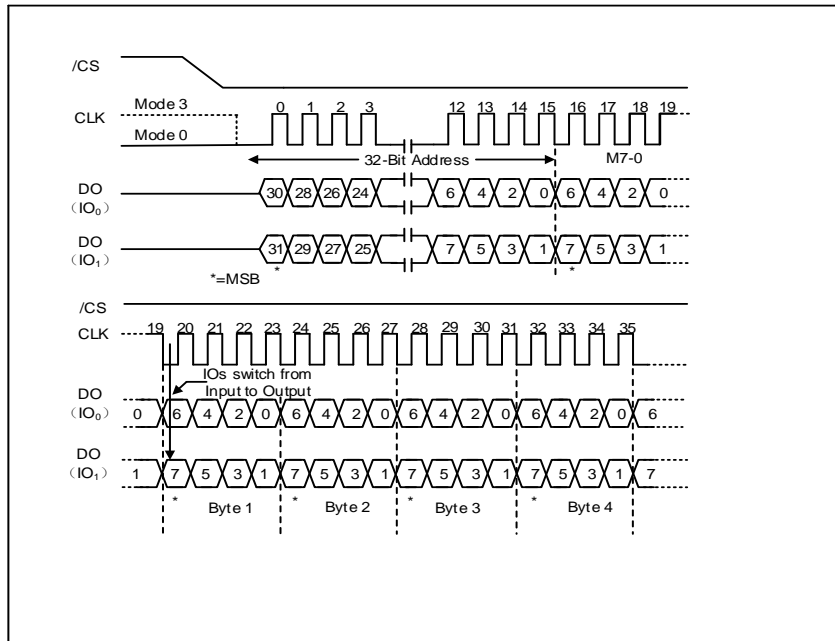 /CS
Mode 3
CLK
Mode 0
0 1 2 3 12 13 14 15 16 17 18 19
32-Bit Address
M7-0
DO
(IO₀)
30 28 26 24 6 4 2 0 6 4 2 0
DO
(IO₁)
31 29 27 25 7 5 3 1 7 5 3 1
*=MSB
* *
/CS
CLK
19 20 21 22 23 24 25 26 27 28 29 30 31 32 33 34 35
IOs switch from
Input to Output
DO
(IO₀)
0 6 4 2 0 6 4 2 0 6 4 2 0 6 4 2 0 6
DO
(IO₁)
1 7 5 3 1 7 5 3 1 7 5 3 1 7 5 3 1 7
* * * *
Byte 1 Byte 2 Byte 3 Byte 4